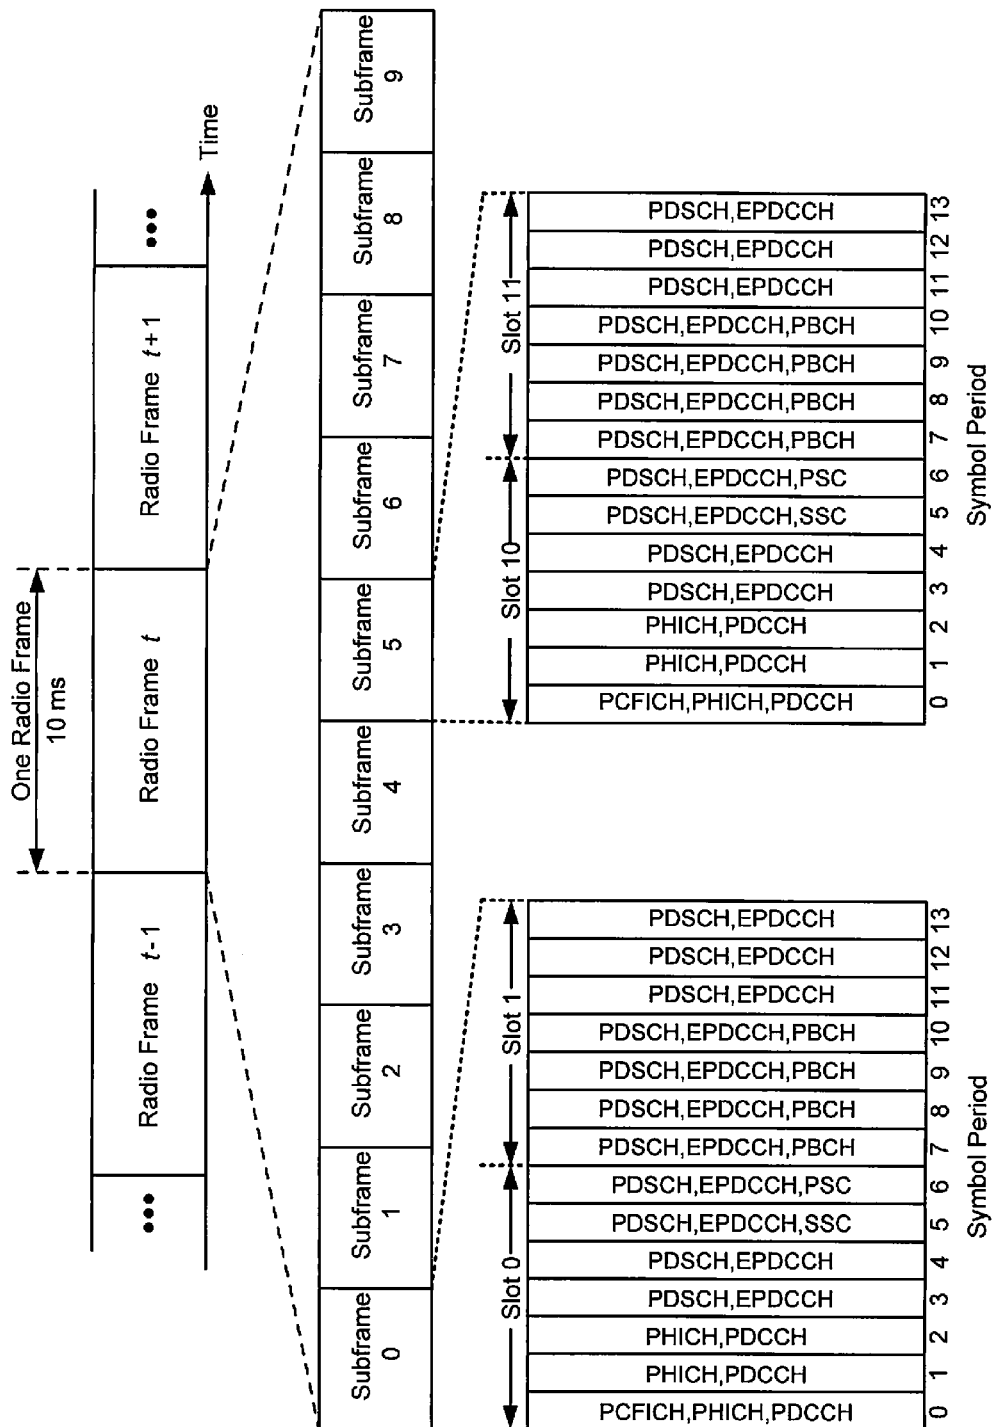 One Radio Frame
10 ms
••• Radio Frame t-1 Radio Frame t Radio Frame t+1 •••
Time
Subframe 0 Subframe 1 Subframe 2 Subframe 3 Subframe 4 Subframe 5 Subframe 6 Subframe 7 Subframe 8 Subframe 9
Slot 0 Slot 1
PCFICH,PHICH,PDCCH
PHICH,PDCCH
PHICH,PDCCH
PDSCH,EPDCCH
PDSCH,EPDCCH
PDSCH,EPDCCH,SSC
PDSCH,EPDCCH,PSC
PDSCH,EPDCCH,PBCH
PDSCH,EPDCCH,PBCH
PDSCH,EPDCCH,PBCH
PDSCH,EPDCCH,PBCH
PDSCH,EPDCCH
PDSCH,EPDCCH
PDSCH,EPDCCH
0 1 2 3 4 5 6 7 8 9 10 11 12 13
Symbol Period
Slot 10 Slot 11
PCFICH,PHICH,PDCCH
PHICH,PDCCH
PHICH,PDCCH
PDSCH,EPDCCH
PDSCH,EPDCCH
PDSCH,EPDCCH,SSC
PDSCH,EPDCCH,PSC
PDSCH,EPDCCH,PBCH
PDSCH,EPDCCH,PBCH
PDSCH,EPDCCH,PBCH
PDSCH,EPDCCH,PBCH
PDSCH,EPDCCH
PDSCH,EPDCCH
PDSCH,EPDCCH
0 1 2 3 4 5 6 7 8 9 10 11 12 13
Symbol Period